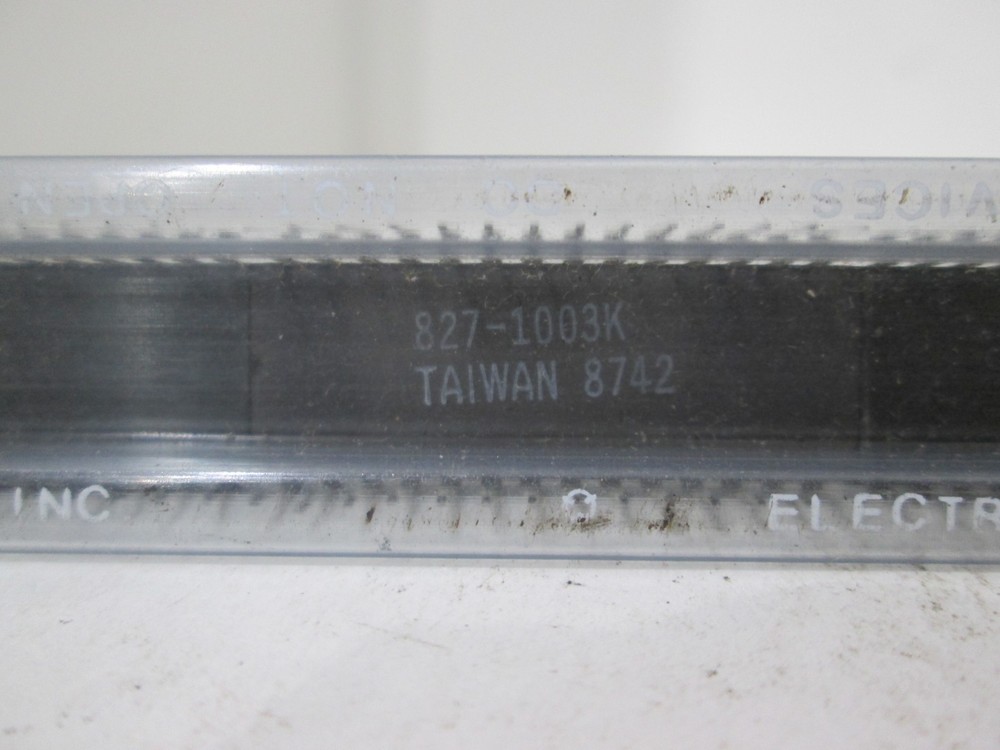 827-1003K
TAIWAN 8742
INC ELECTR